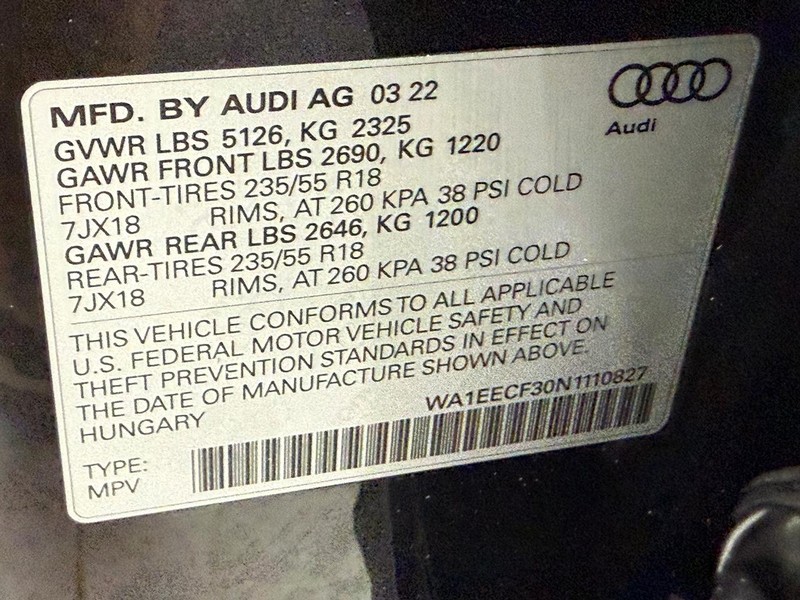 MFD. BY AUDI AG 03 22
GVWR LBS 5126, KG 2325
GAWR FRONT LBS 2690, KG 1220
FRONT-TIRES 235/55 R18
7JX18 RIMS, AT 260 KPA 38 PSI COLD
GAWR REAR LBS 2646, KG 1200
REAR-TIRES 235/55 R18
7JX18 RIMS, AT 260 KPA 38 PSI COLD
Audi
THIS VEHICLE CONFORMS TO ALL APPLICABLE
U.S. FEDERAL MOTOR VEHICLE SAFETY AND
THEFT PREVENTION STANDARDS IN EFFECT ON
THE DATE OF MANUFACTURE SHOWN ABOVE.
HUNGARY WA1EECF30N1110827
TYPE:
MPV